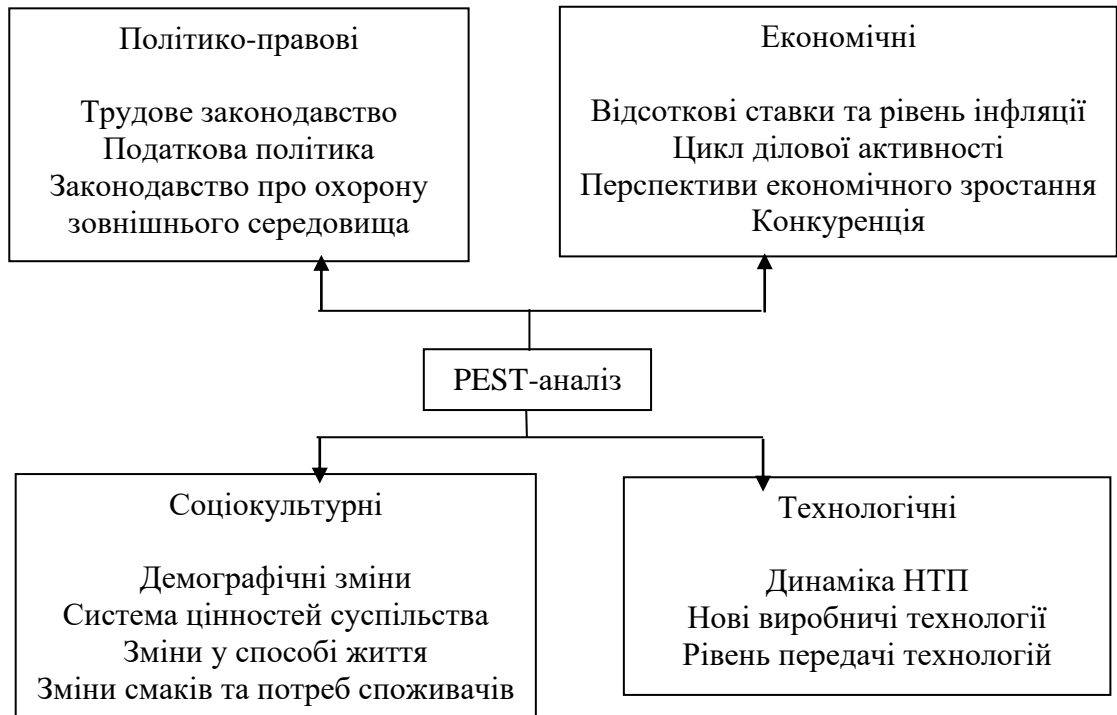 Політико-правові
Трудове законодавство
Податкова політика
Законодавство про охорону
зовнішнього середовища
Економічні
Відсоткові ставки та рівень інфляції
Цикл ділової активності
Перспективи економічного зростання
Конкуренція
PEST-аналіз
Соціокультурні
Демографічні зміни
Система цінностей суспільства
Зміни у способі життя
Зміни смаків та потреб споживачів
Технологічні
Динаміка НТП
Нові виробничі технології
Рівень передачі технологій